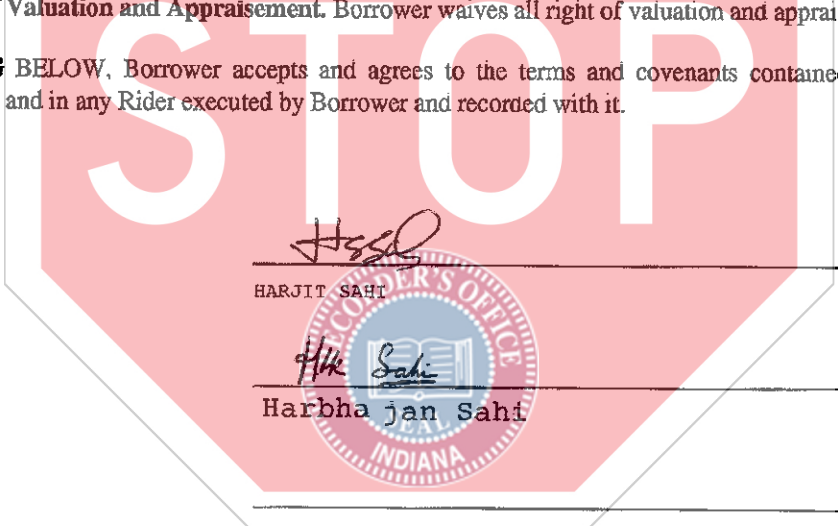 Valuation and Appraisement. Borrower waives all right of valuation and apprai
BELOW, Borrower accepts and agrees to the terms and covenants containe
and in any Rider executed by Borrower and recorded with it.
STOP
HARJIT SAHI
RECORDER'S OFFICE
Sahi
Harbha jan Sahi
SEAL
INDIANA